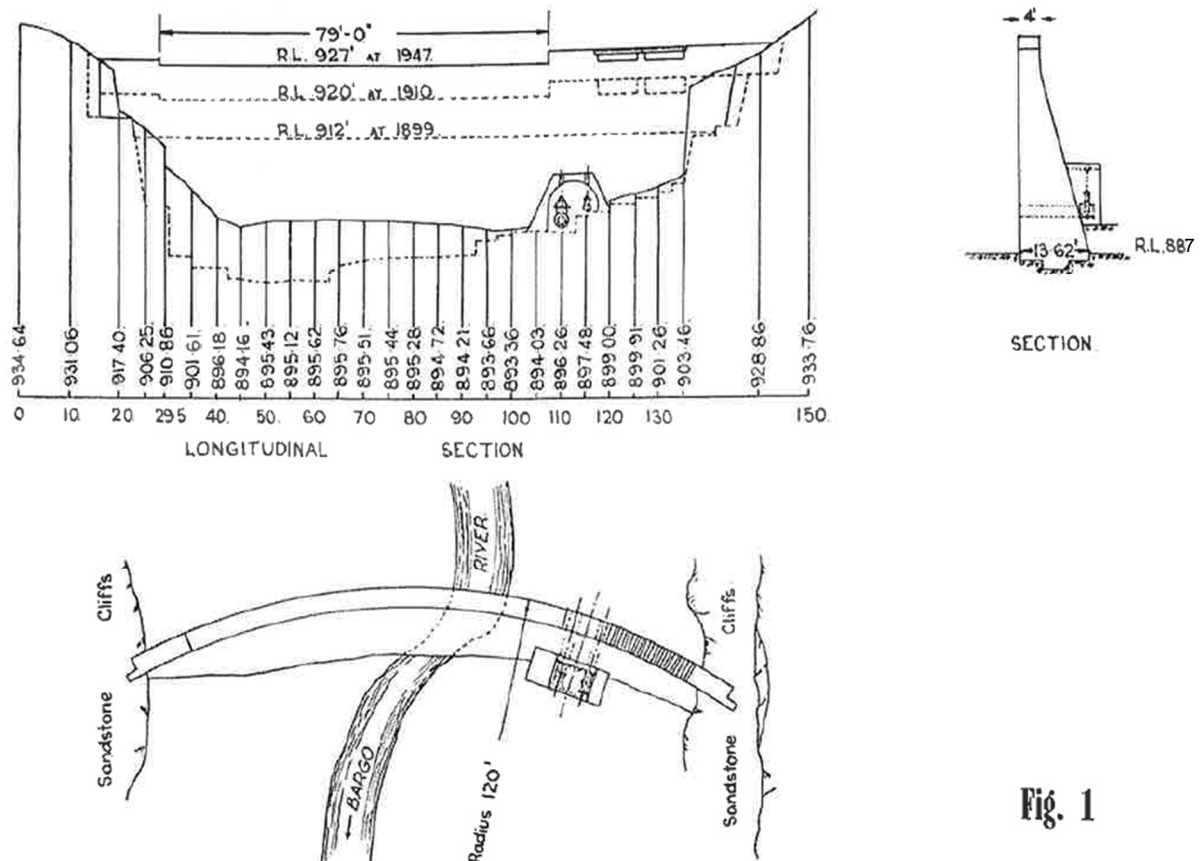 79'-0"
R.L. 927' AT 1947.
R.L. 920' AT 1910.
R.L. 912' AT 1899.
934·64 931·06 917·40. 906·25. 910·86. 901·61. 896·18. 894·16· 895·43. 895·12. 895·62. 895·76. 895·51. 895·44. 895·28. 894·72. 894·21. 893·66. 893·36. 894·03. 896·26. 897·48. 899·00. 899·91. 901·26. 903·46. 928·86. 933·76.
0 10. 20. 29·5 40. 50. 60 70. 80 90. 100 110 120 130 150.
LONGITUDINAL SECTION
4'
13·62'
R.L.887
SECTION.
RIVER
BARGO
Radius 120'
Cliffs
Sandstone
Cliffs
Sandstone
Fig. 1